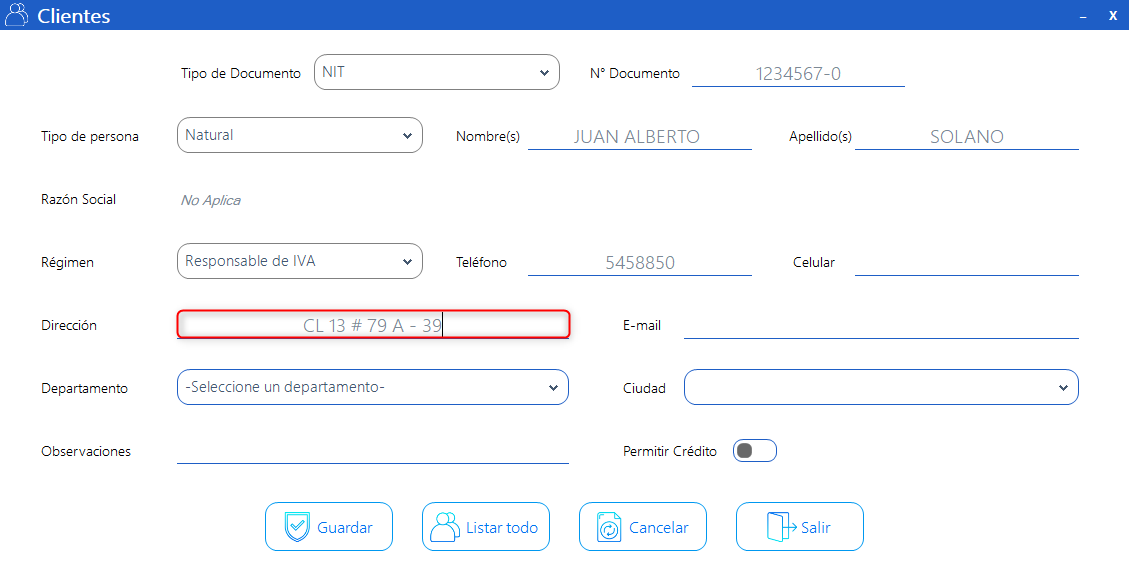 Clientes
Tipo de Documento NIT N° Documento 1234567-0
Tipo de persona Natural Nombre(s) JUAN ALBERTO Apellido(s) SOLANO
Razón Social No Aplica
Régimen Responsable de IVA Teléfono 5458850 Celular
Dirección CL 13 # 79 A - 39 E-mail
Departamento -Seleccione un departamento- Ciudad
Observaciones Permitir Crédito
Guardar Listar todo Cancelar Salir